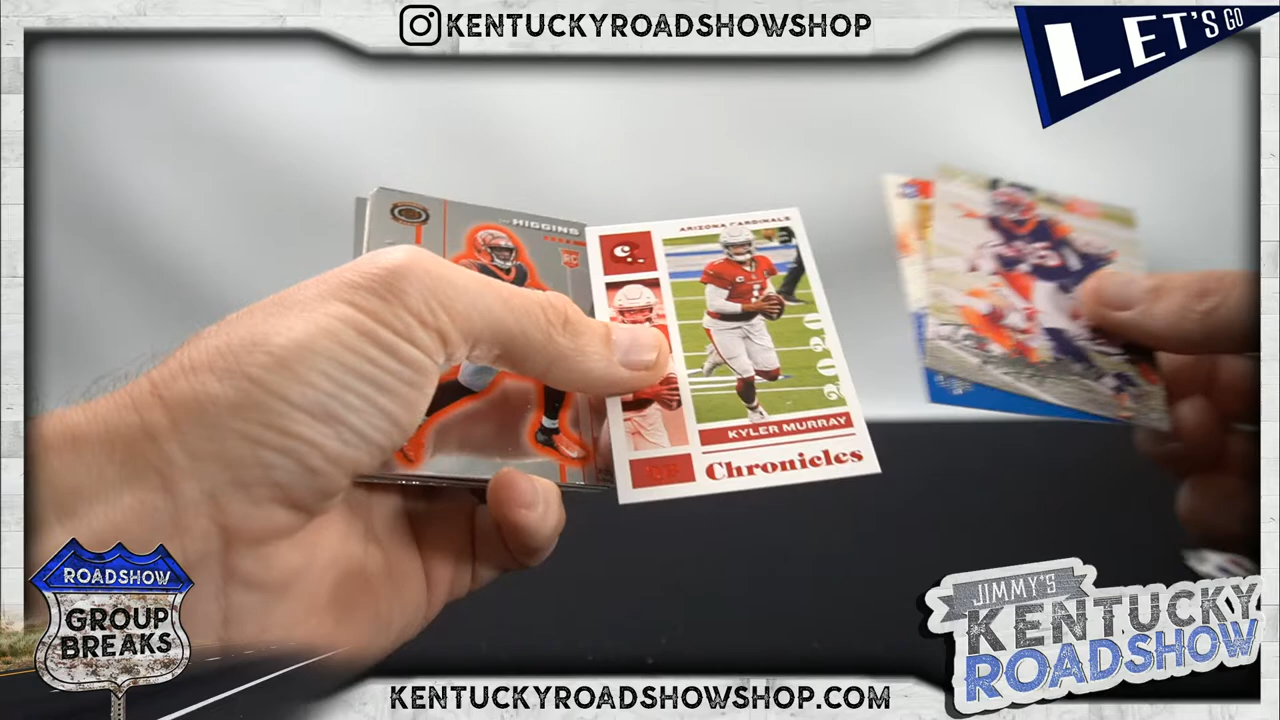 KENTUCKYROADSHOWSHOP
LET'S GO
HIGGINS
RC
ARIZONA CARDINALS
2020
KYLER MURRAY
QB
Chronicles
ROADSHOW
GROUP
BREAKS
JIMMY'S
KENTUCKY
ROADSHOW
KENTUCKYROADSHOWSHOP.COM